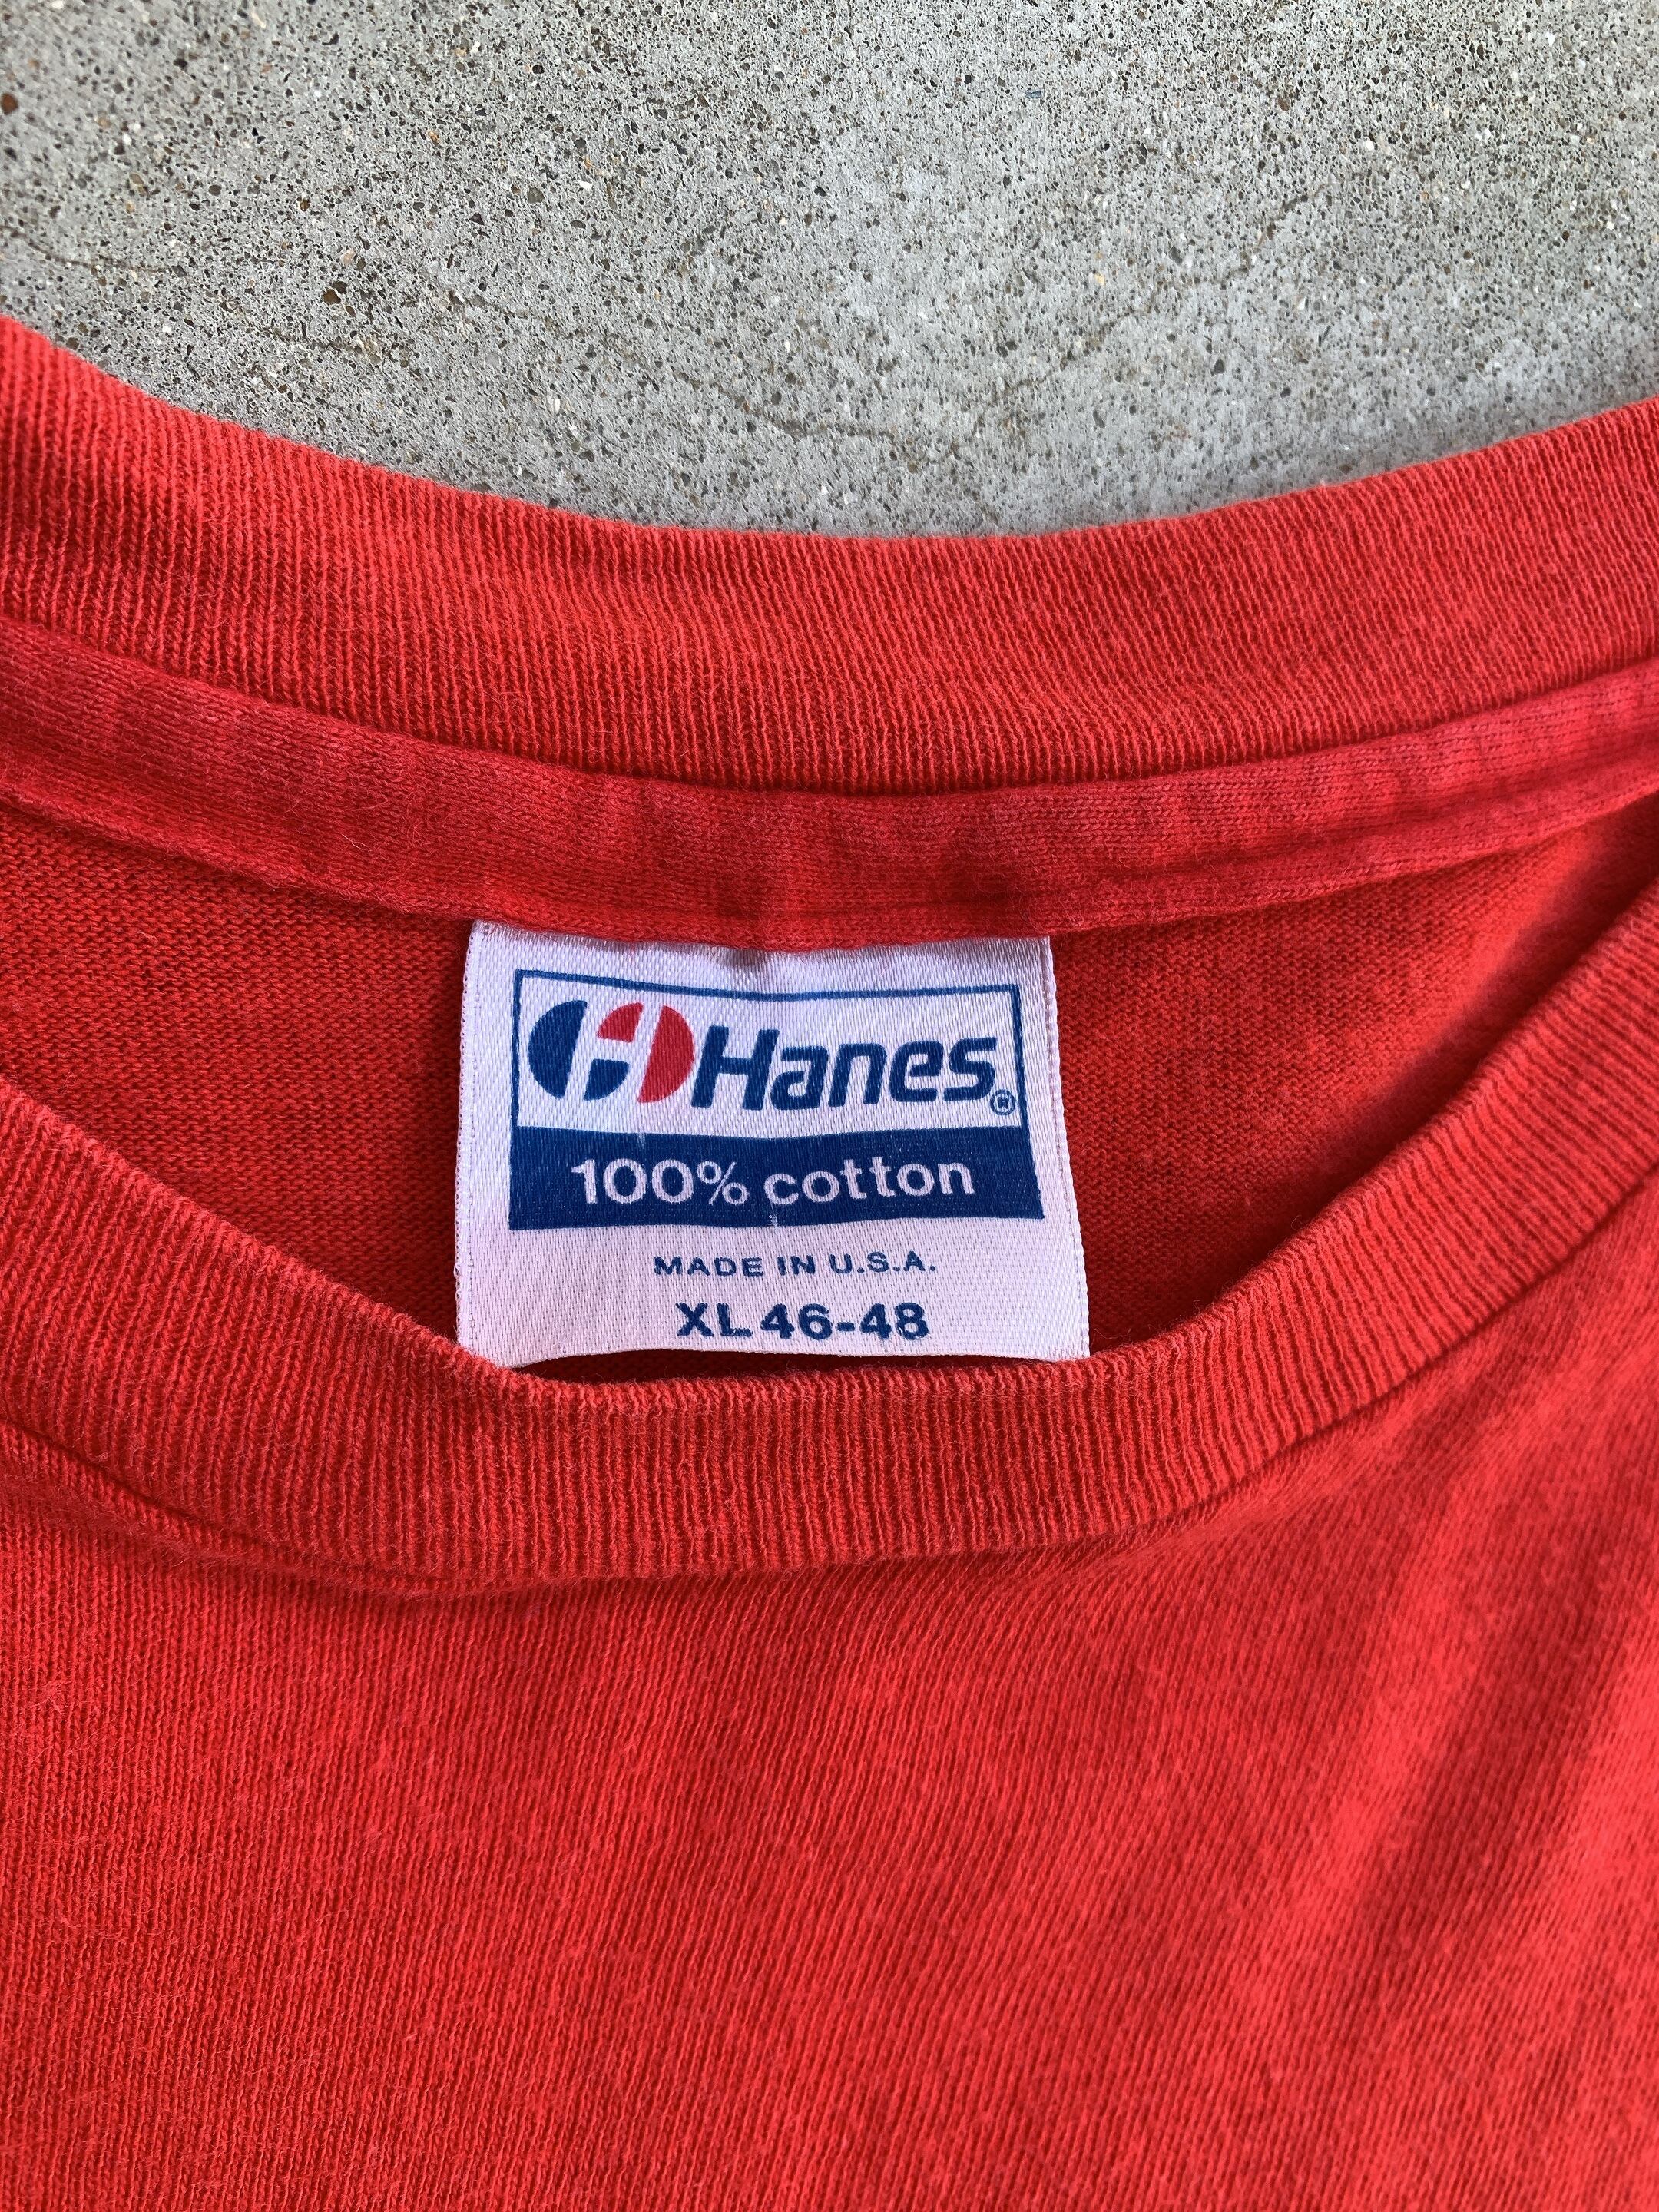 Hanes®
100% cotton
MADE IN U.S.A.
XL 46-48